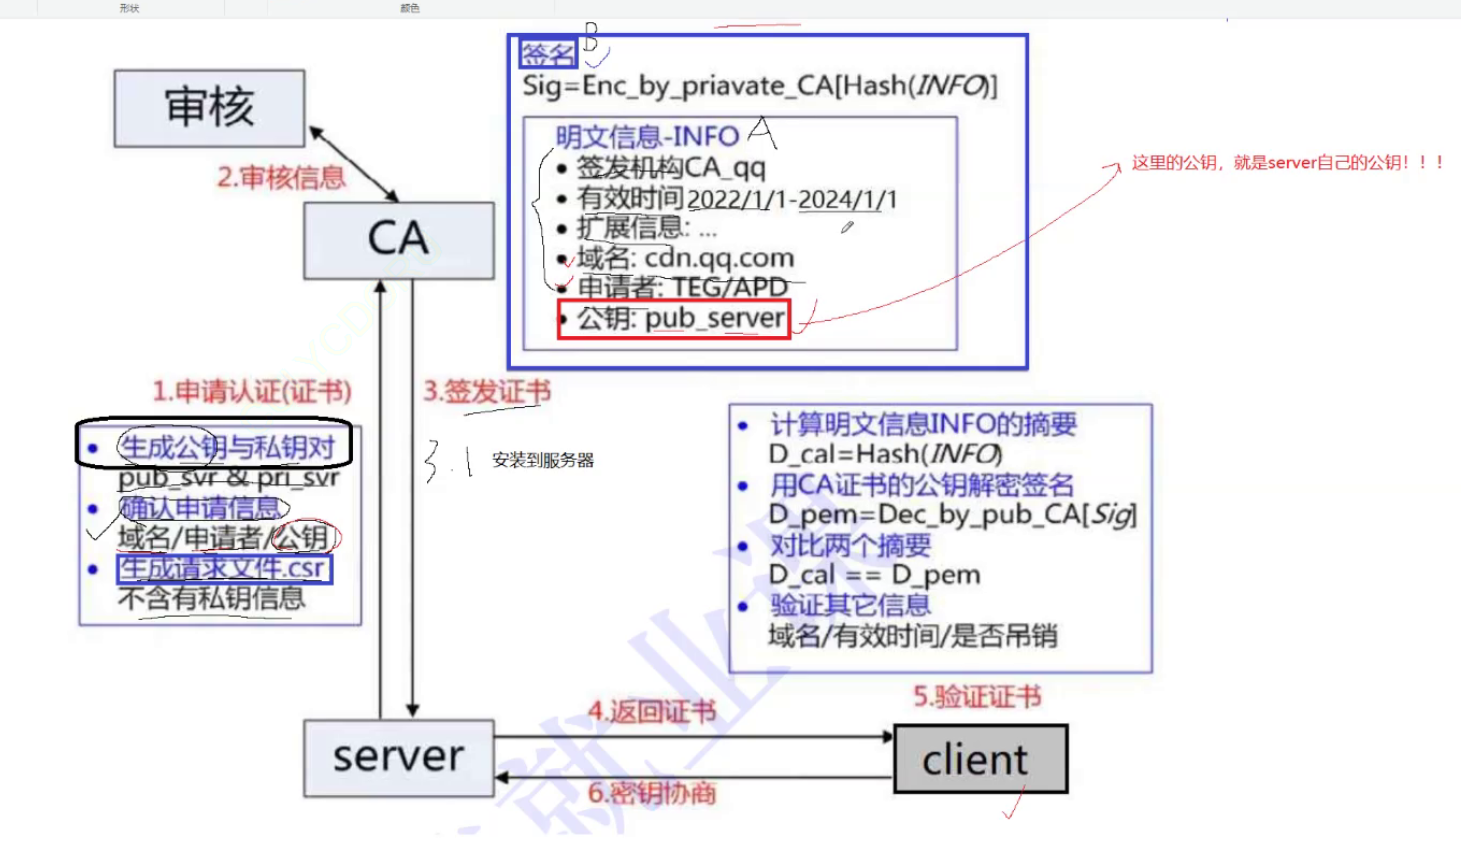 形状
颜色
签名
B
Sig=Enc_by_priavate_CA[Hash(INFO)]
明文信息-INFO
A
签发机构CA_qq
有效时间2022/1/1-2024/1/1
扩展信息: ...
域名: cdn.qq.com
申请者: TEG/APD
公钥: pub_server
这里的公钥，就是server自己的公钥！！！
审核
2.审核信息
CA
1.申请认证(证书)
3.签发证书
生成公钥与私钥对
pub_svr & pri_svr
确认申请信息
域名/申请者/公钥
生成请求文件.csr
不含有私钥信息
3.1
安装到服务器
计算明文信息INFO的摘要
D_cal=Hash(INFO)
用CA证书的公钥解密签名
D_pem=Dec_by_pub_CA[Sig]
对比两个摘要
D_cal == D_pem
验证其它信息
域名/有效时间/是否吊销
server
4.返回证书
6.密钥协商
5.验证证书
client
就业课